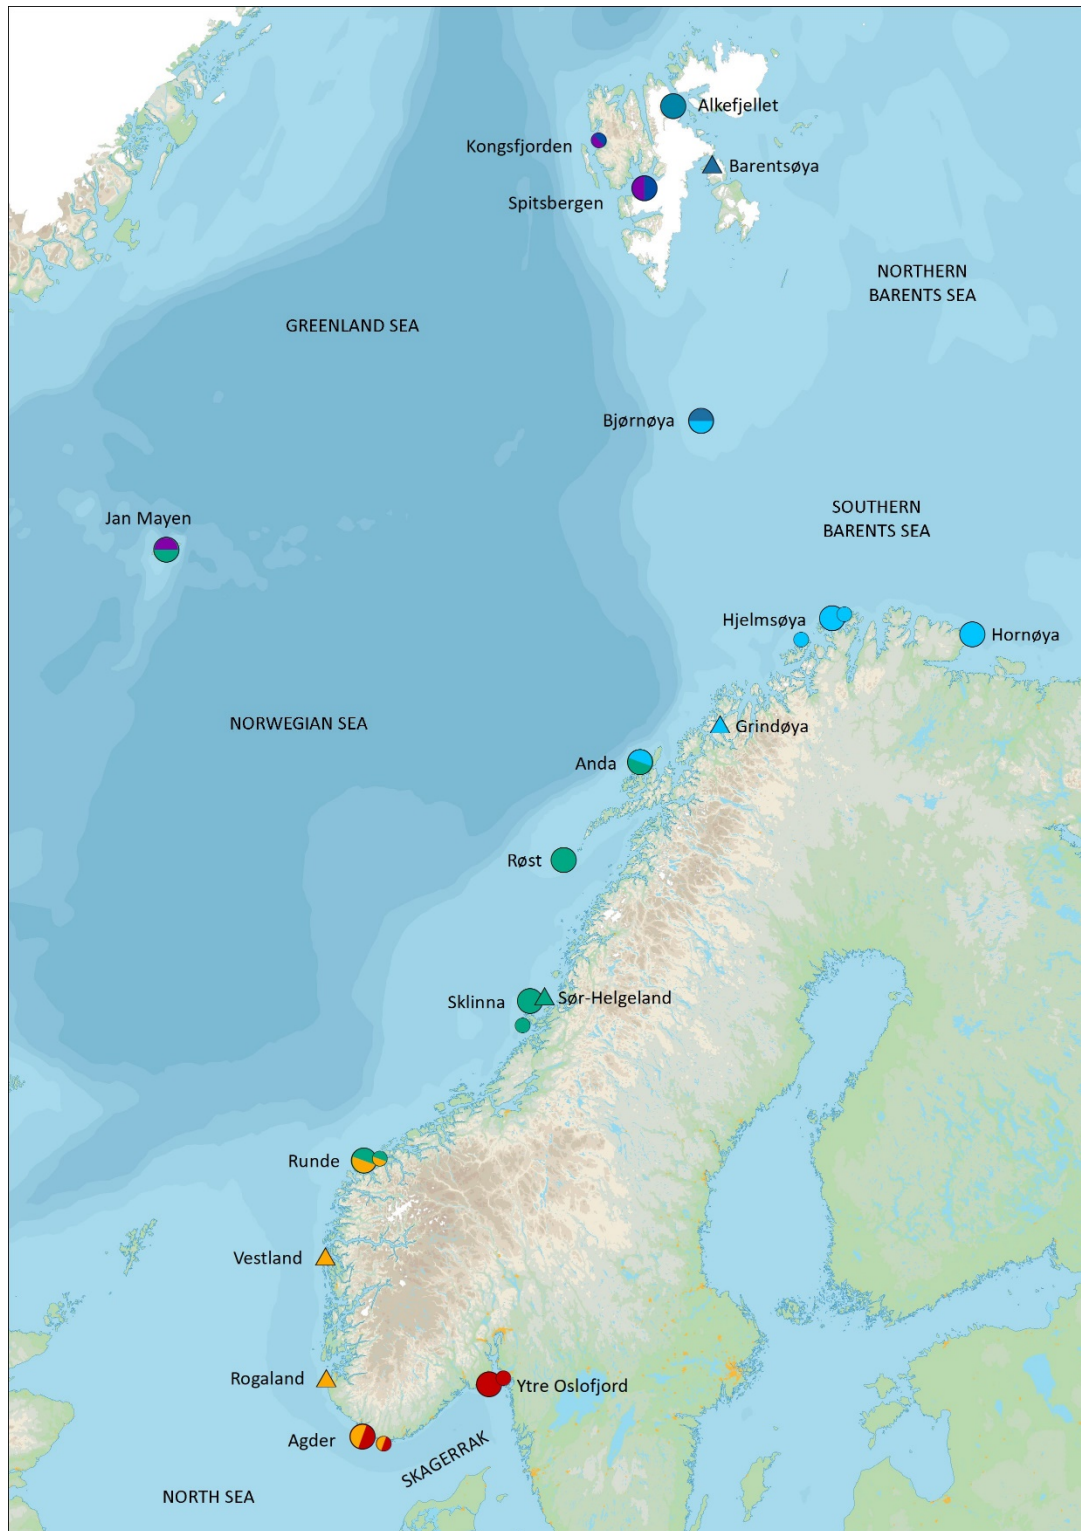 Alkefjellet
Kongsfjorden
Barentsøya
Spitsbergen
NORTHERN
BARENTS SEA
GREENLAND SEA
Bjørnøya
SOUTHERN
BARENTS SEA
Jan Mayen
Hjelmsøya
Hornøya
NORWEGIAN SEA
Grindøya
Anda
Røst
Sklinna
Sør-Helgeland
Runde
Vestland
Rogaland
Ytre Oslofjord
Agder
SKAGERRAK
NORTH SEA